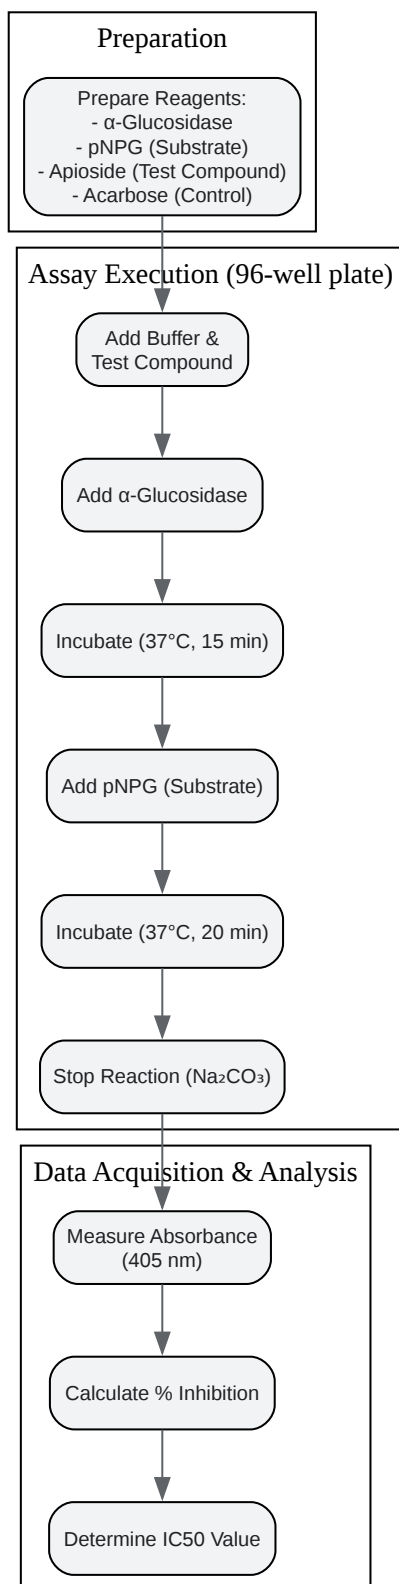 Preparation
Prepare Reagents:
- α-Glucosidase
- pNPG (Substrate)
- Apioside (Test Compound)
- Acarbose (Control)
Assay Execution (96-well plate)
Add Buffer &
Test Compound
Add α-Glucosidase
Incubate (37°C, 15 min)
Add pNPG (Substrate)
Incubate (37°C, 20 min)
Stop Reaction (Na₂CO₃)
Data Acquisition & Analysis
Measure Absorbance
(405 nm)
Calculate % Inhibition
Determine IC50 Value